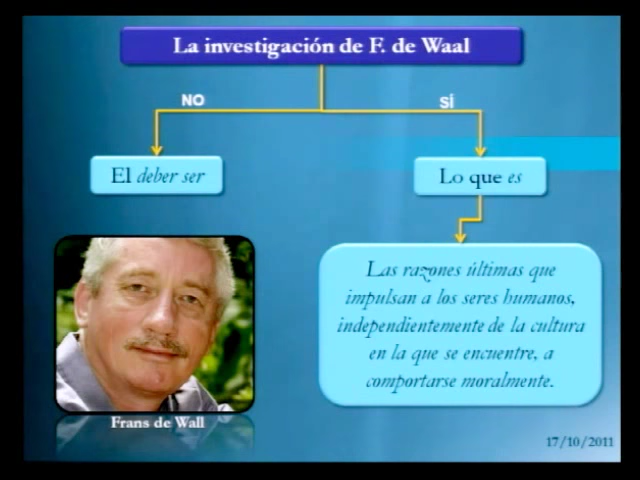 La investigación de F. de Waal
NO
SÍ
El deber ser
Lo que es
Las razones últimas que
impulsan a los seres humanos,
independientemente de la cultura
en la que se encuentre, a
comportarse moralmente.
Frans de Wall
17/10/2011